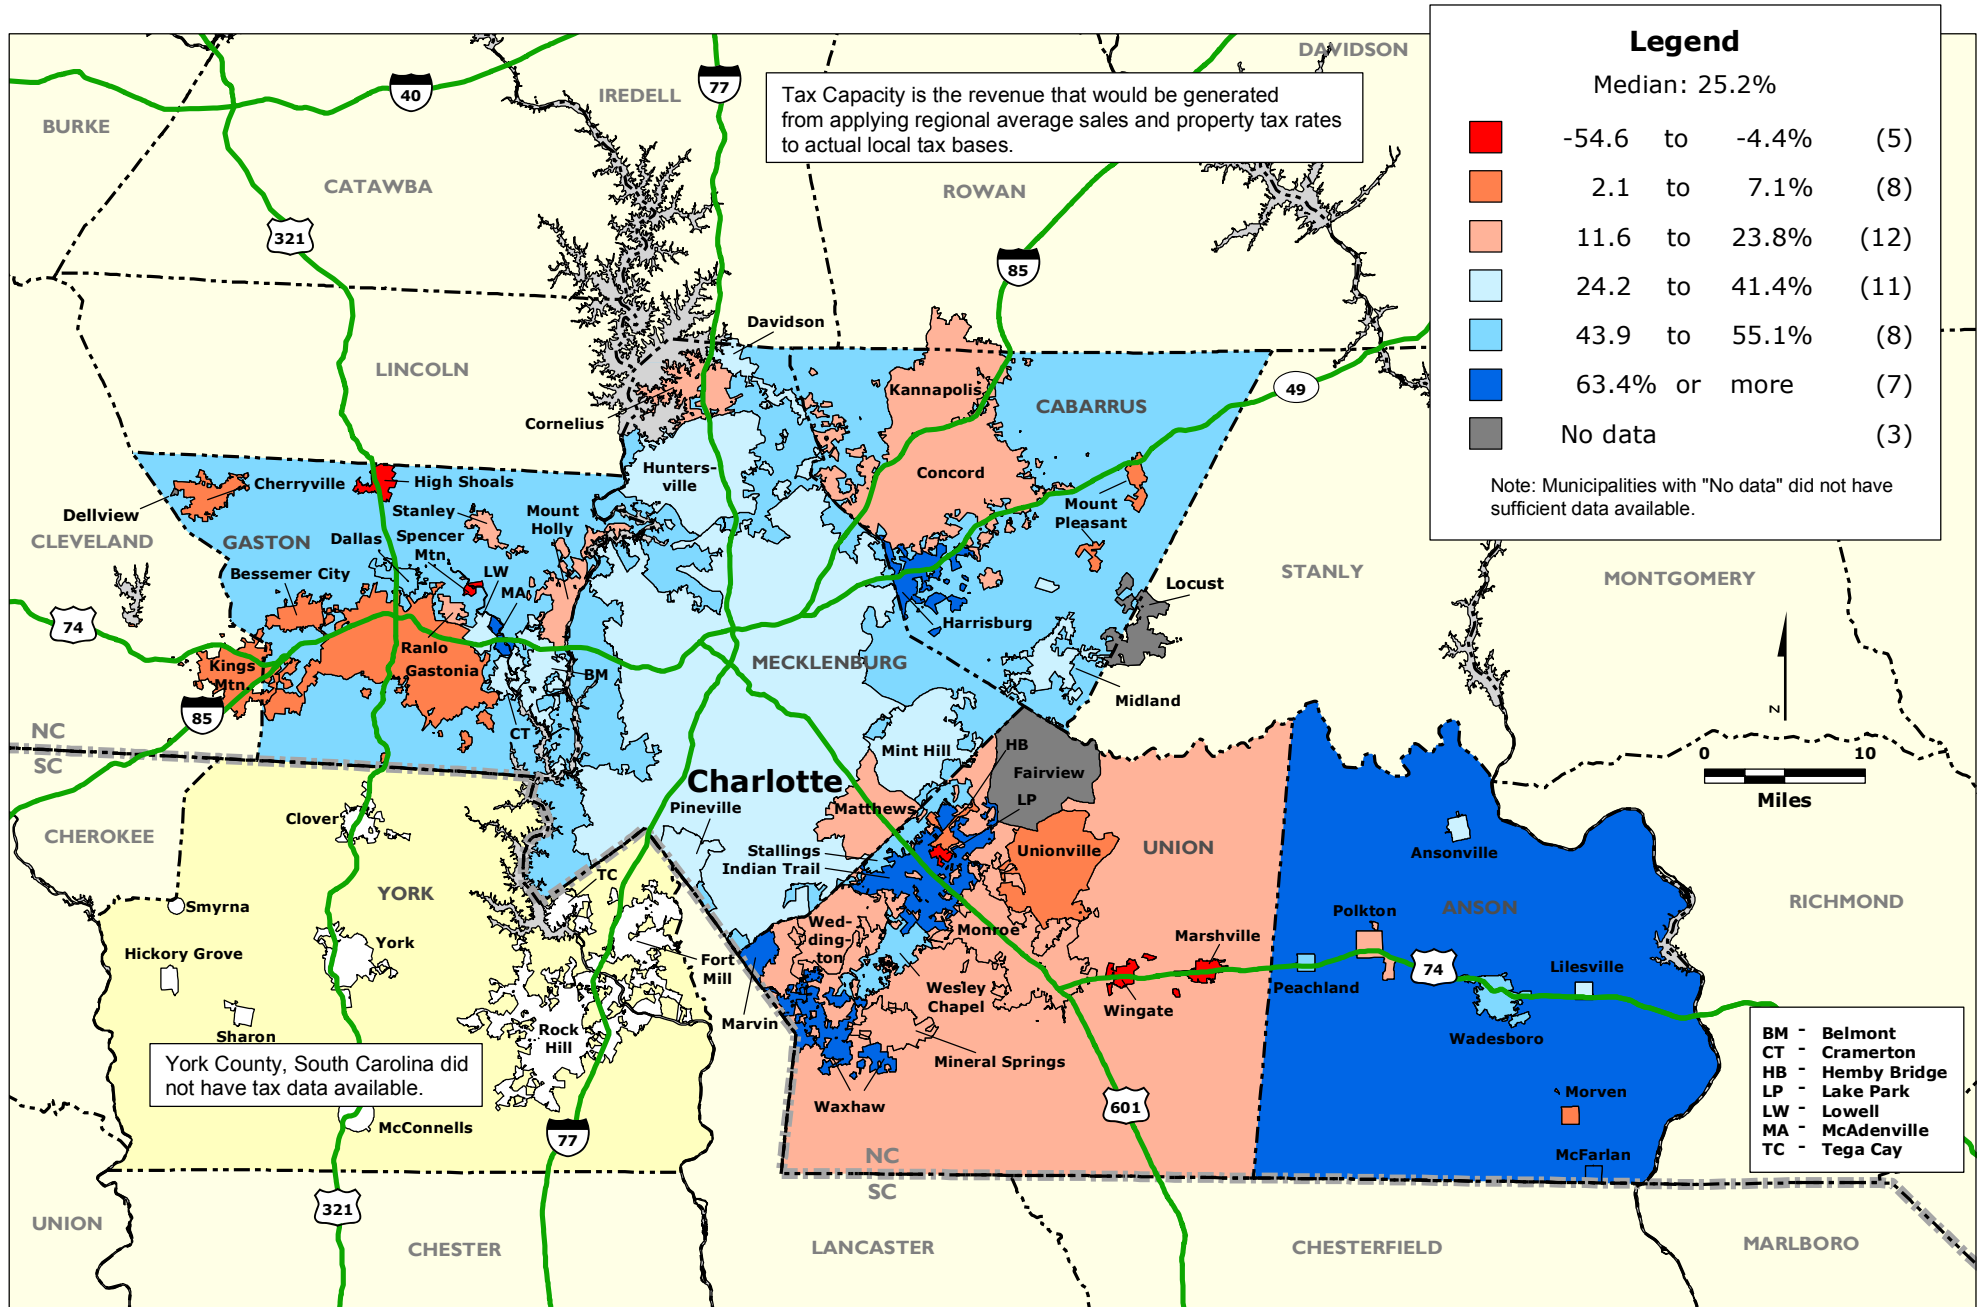 Legend
Median: 25.2%
-54.6 to -4.4% (5)
2.1 to 7.1% (8)
11.6 to 23.8% (12)
24.2 to 41.4% (11)
43.9 to 55.1% (8)
63.4% or more (7)
No data (3)
Note: Municipalities with "No data" did not have
sufficient data available.
Tax Capacity is the revenue that would be generated
from applying regional average sales and property tax rates
to actual local tax bases.
DAVIDSON
IREDELL
BURKE
40
77
CATAWBA
ROWAN
321
85
LINCOLN
Davidson
Kannapolis
CABARRUS
49
Cornelius
Hunters-
ville
Concord
Cherryville
High Shoals
Dellview
Stanley
Mount
Holly
Mount
Pleasant
CLEVELAND
GASTON
Dallas
Spencer
Mtn.
LW
MA
Bessemer City
STANLY
MONTGOMERY
Locust
74
Harrisburg
Ranlo
Gastonia
Kings
Mtn.
BM
MECKLENBURG
Midland
85
CT
NC
SC
Mint Hill
HB
Fairview
LP
N
0 10
Miles
Charlotte
Pineville
Matthews
Clover
CHEROKEE
Stallings
Indian Trail
Unionville
UNION
Ansonville
TC
YORK
Smyrna
RICHMOND
Polkton
ANSON
Wed-
ding-
ton
Monroe
Marshville
York
Hickory Grove
Fort
Mill
74
Lilesville
Peachland
Wesley
Chapel
Wingate
Marvin
Sharon
Rock
Hill
Wadesboro
Mineral Springs
York County, South Carolina did
not have tax data available.
BM - Belmont
CT - Cramerton
HB - Hemby Bridge
LP - Lake Park
LW - Lowell
MA - McAdenville
TC - Tega Cay
Morven
Waxhaw
601
McConnells
77
McFarlan
NC
SC
321
UNION
CHESTER
LANCASTER
CHESTERFIELD
MARLBORO